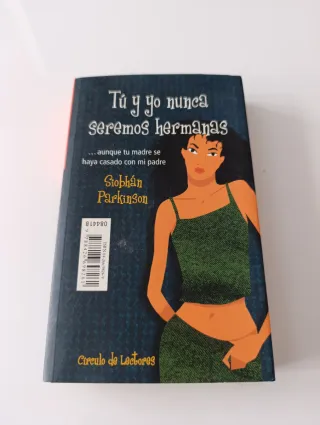 Tú y yo nunca
seremos hermanas
...aunque tu madre se
haya casado con mi padre
Siobhán
Parkinson
Círculo de Lectores